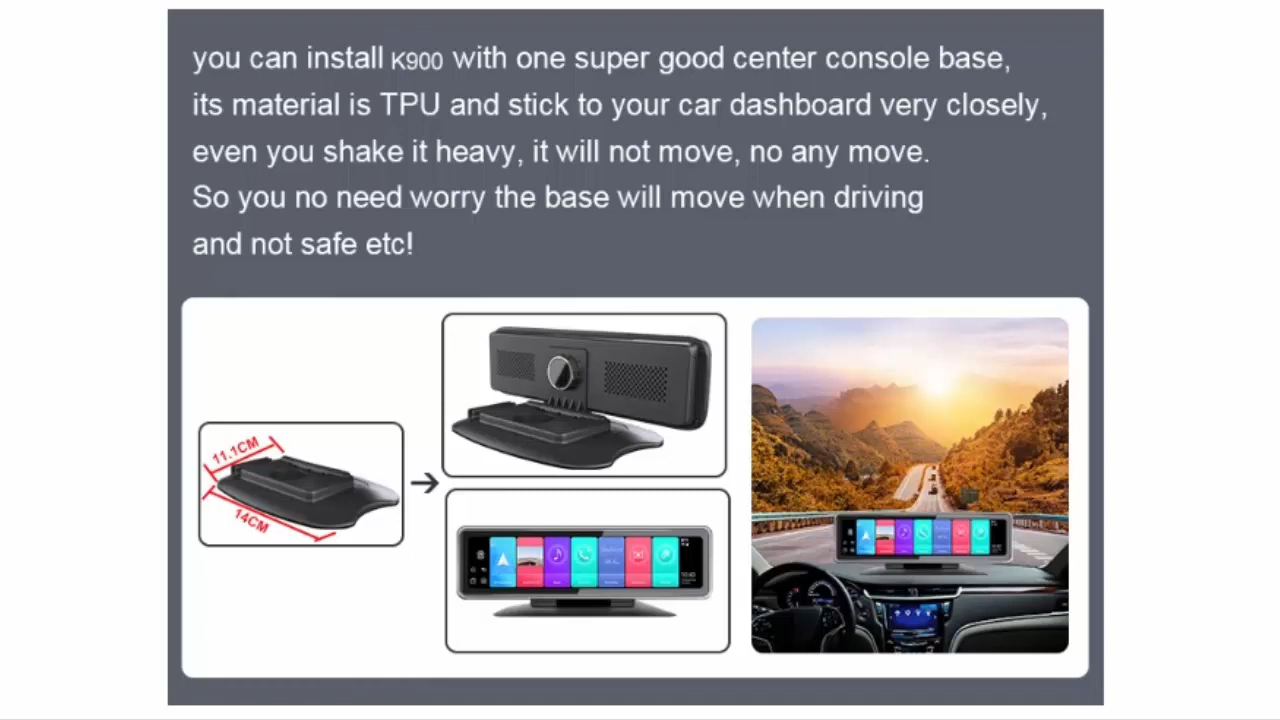 you can install K900 with one super good center console base,
its material is TPU and stick to your car dashboard very closely,
even you shake it heavy, it will not move, no any move.
So you no need worry the base will move when driving
and not safe etc!
11.1CM
14CM